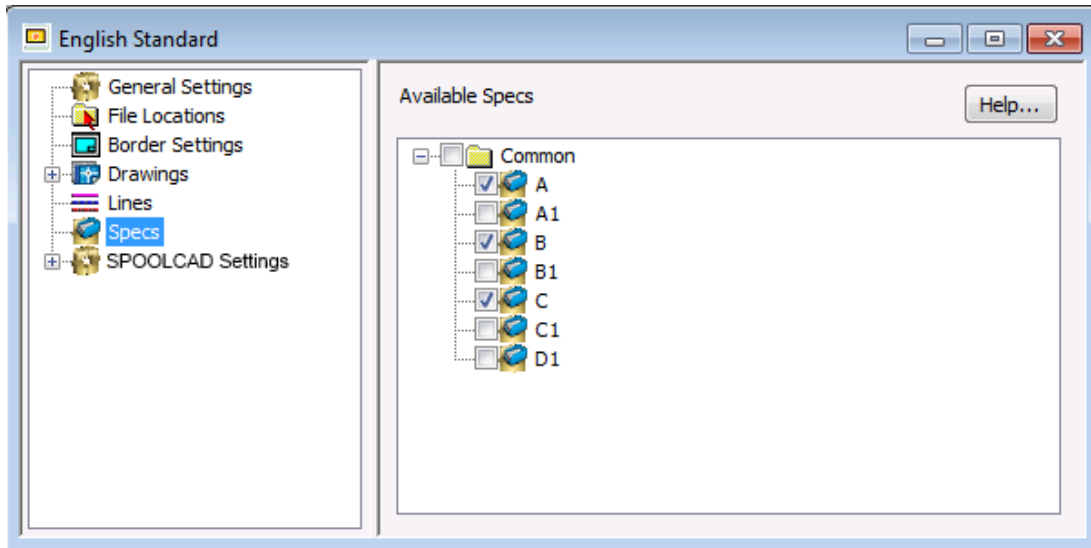 English Standard
General Settings
File Locations
Border Settings
Drawings
Lines
Specs
SPOOLCAD Settings
Available Specs
Help...
Common
A
A1
B
B1
C
C1
D1